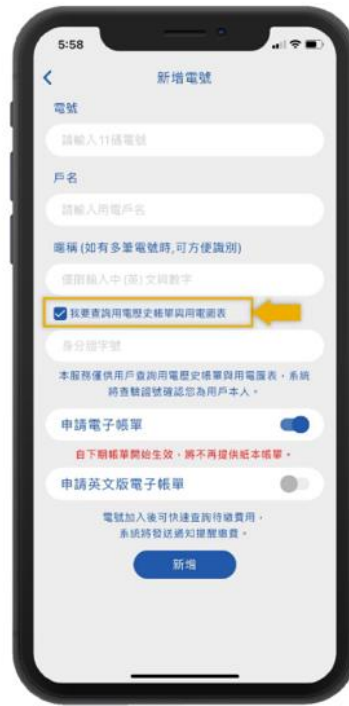 5:58
新增電號
電號
請輸入11碼電號
戶名
請輸入用電戶名
暱稱 (如有多筆電號時,可方便識別)
僅限輸入中 (英) 文與數字
我要查詢用電歷史帳單與用電圖表
身分證字號
本服務僅供用戶查詢用電歷史帳單與用電圖表，系統
將查驗證號確認您為用戶本人。
申請電子帳單
自下期帳單開始生效，將不再提供紙本帳單。
申請英文版電子帳單
電號加入後可快速查詢待繳費用，
系統將發送通知提醒繳費。
新增